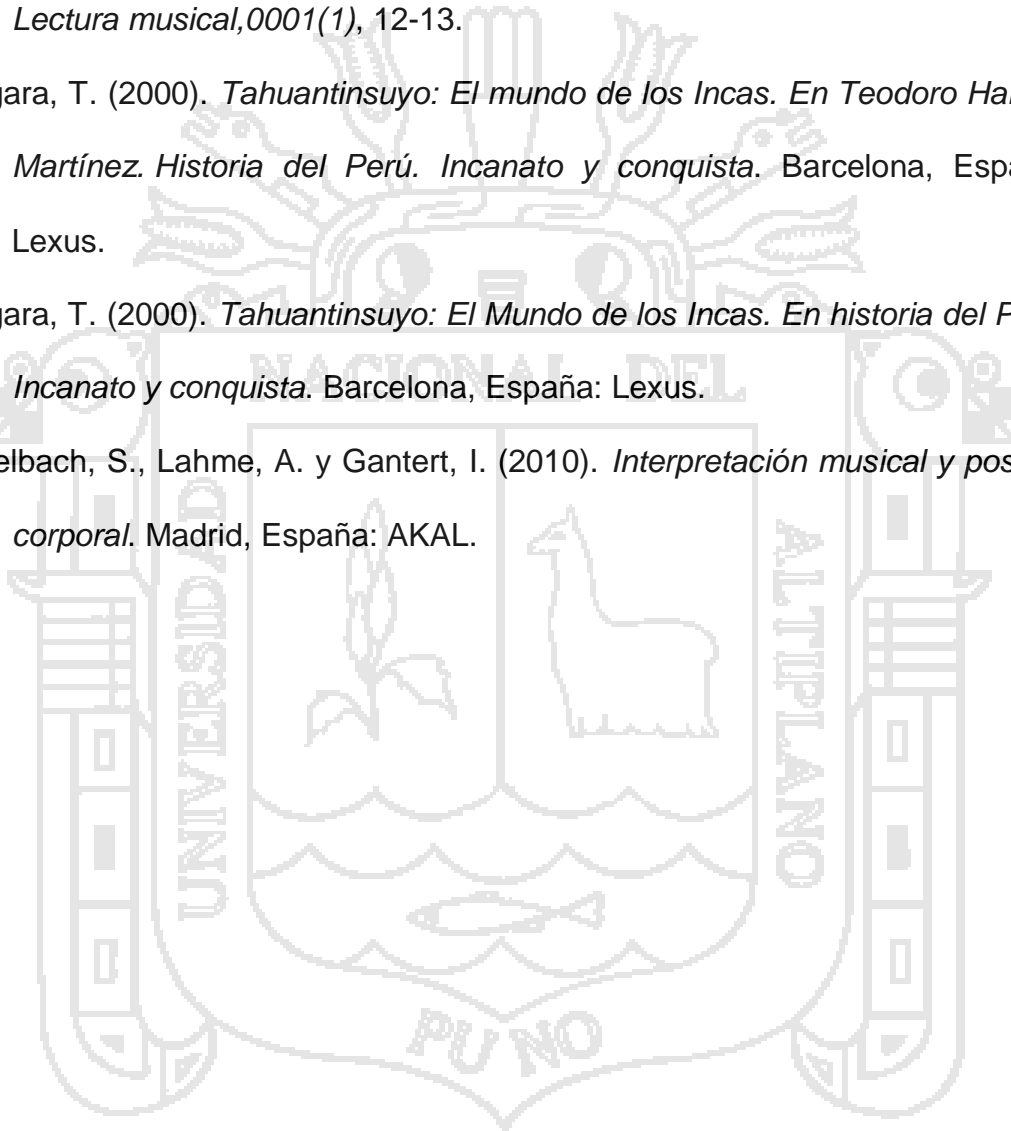 Lectura musical,0001(1), 12-13.
gara, T. (2000). Tahuantinsuyo: El mundo de los Incas. En Teodoro Ha
Martínez. Historia del Perú. Incanato y conquista. Barcelona, Espa
Lexus.
gara, T. (2000). Tahuantinsuyo: El Mundo de los Incas. En historia del P
Incanato y conquista. Barcelona, España: Lexus.
elbach, S., Lahme, A. y Gantert, I. (2010). Interpretación musical y pos
corporal. Madrid, España: AKAL.
NACIONAL DEL
UNIVERSIDAD
ALTIPLANO
PUNO